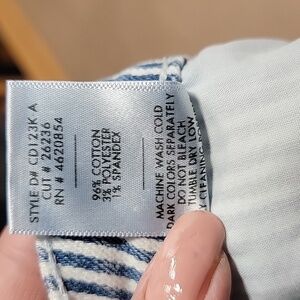 STYLE D# CD123K A
CUT # 26236
RN # 4620854
96% COTTON
3% POLYESTER
1% SPANDEX
MACHINE WASH COLD
DARK COLORS SEPARATELY
DO NOT BLEACH
TUMBLE DRY LOW
CLEANING